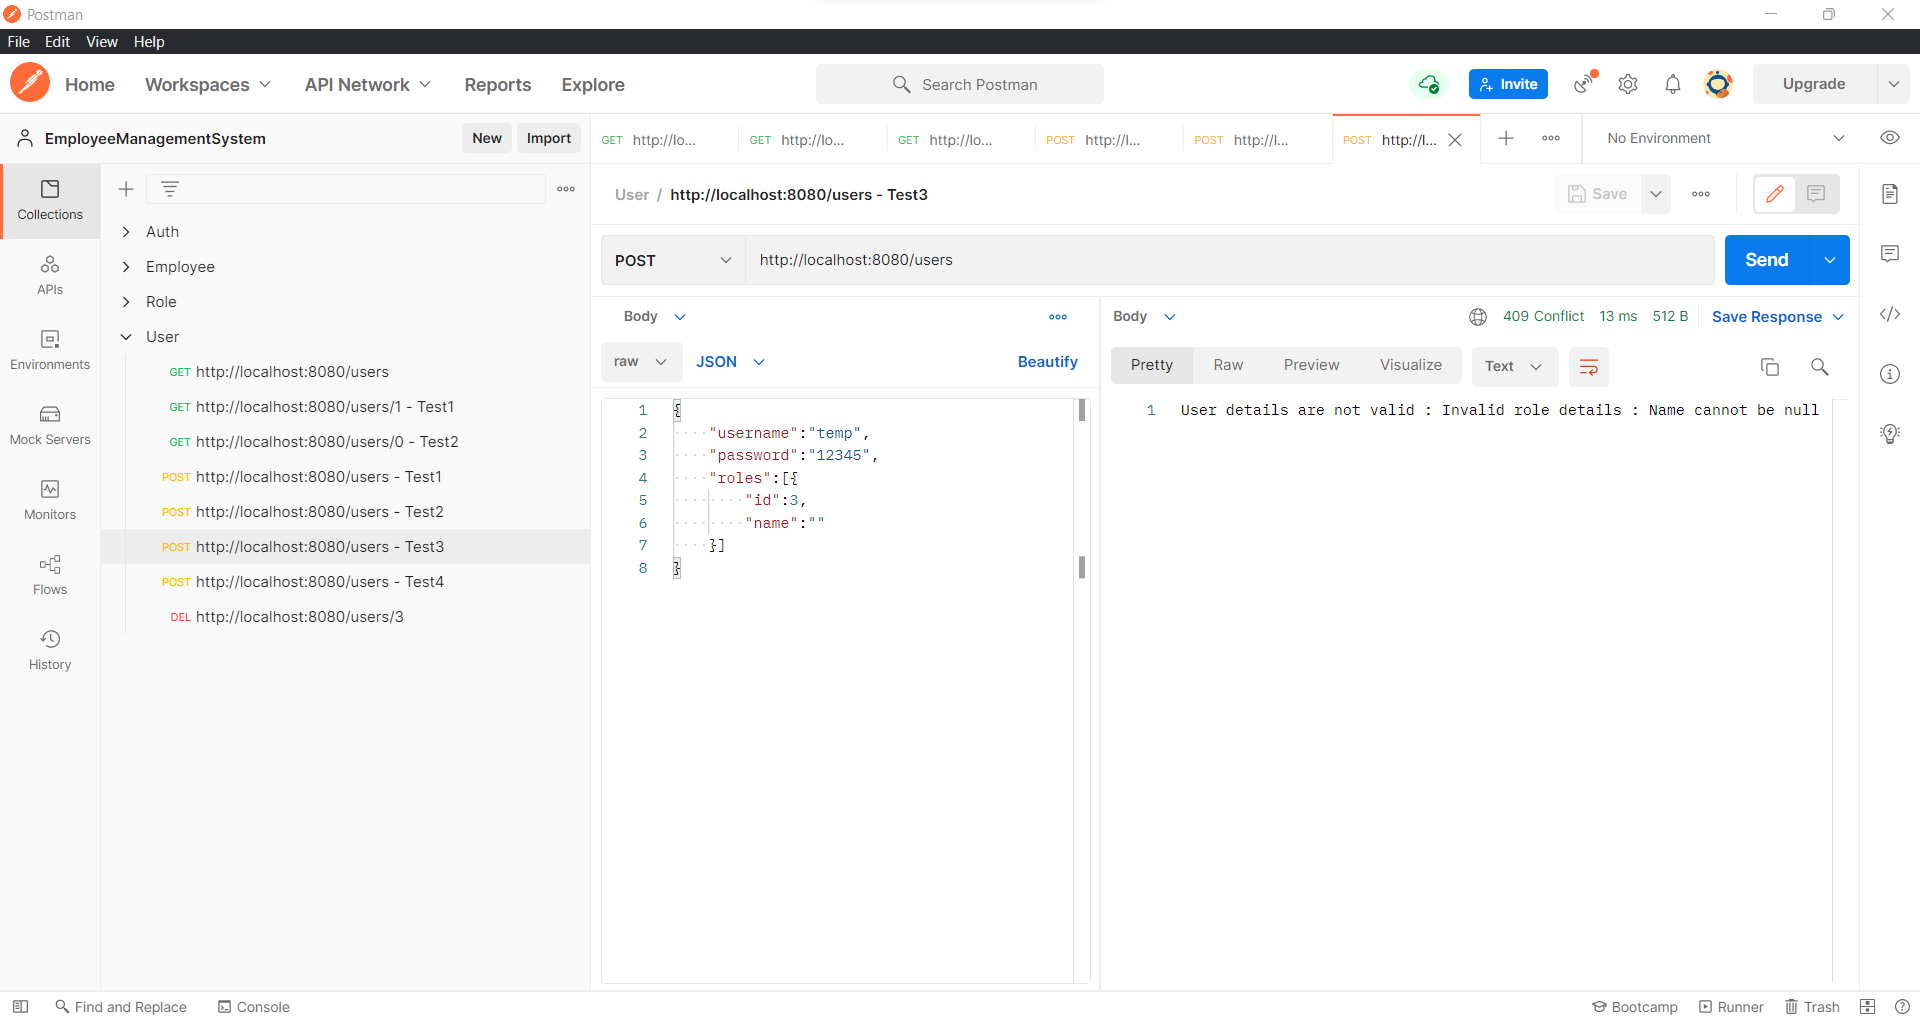 Postman
File Edit View Help
Home Workspaces API Network Reports Explore Search Postman Invite Upgrade
EmployeeManagementSystem New Import
GET http://lo... GET http://lo... GET http://lo... POST http://l... POST http://l... POST http://l... No Environment
Collections
APIs
Environments
Mock Servers
Monitors
Flows
History
Auth
Employee
Role
User
GET http://localhost:8080/users
GET http://localhost:8080/users/1 - Test1
GET http://localhost:8080/users/0 - Test2
POST http://localhost:8080/users - Test1
POST http://localhost:8080/users - Test2
POST http://localhost:8080/users - Test3
POST http://localhost:8080/users - Test4
DEL http://localhost:8080/users/3
User / http://localhost:8080/users - Test3 Save
POST http://localhost:8080/users Send
Body
raw JSON Beautify
1 {
2 "username":"temp",
3 "password":"12345",
4 "roles":[{
5 "id":3,
6 "name":""
7 }]
8 }
Body 409 Conflict 13 ms 512 B Save Response
Pretty Raw Preview Visualize Text
1 User details are not valid : Invalid role details : Name cannot be null
Find and Replace Console Bootcamp Runner Trash